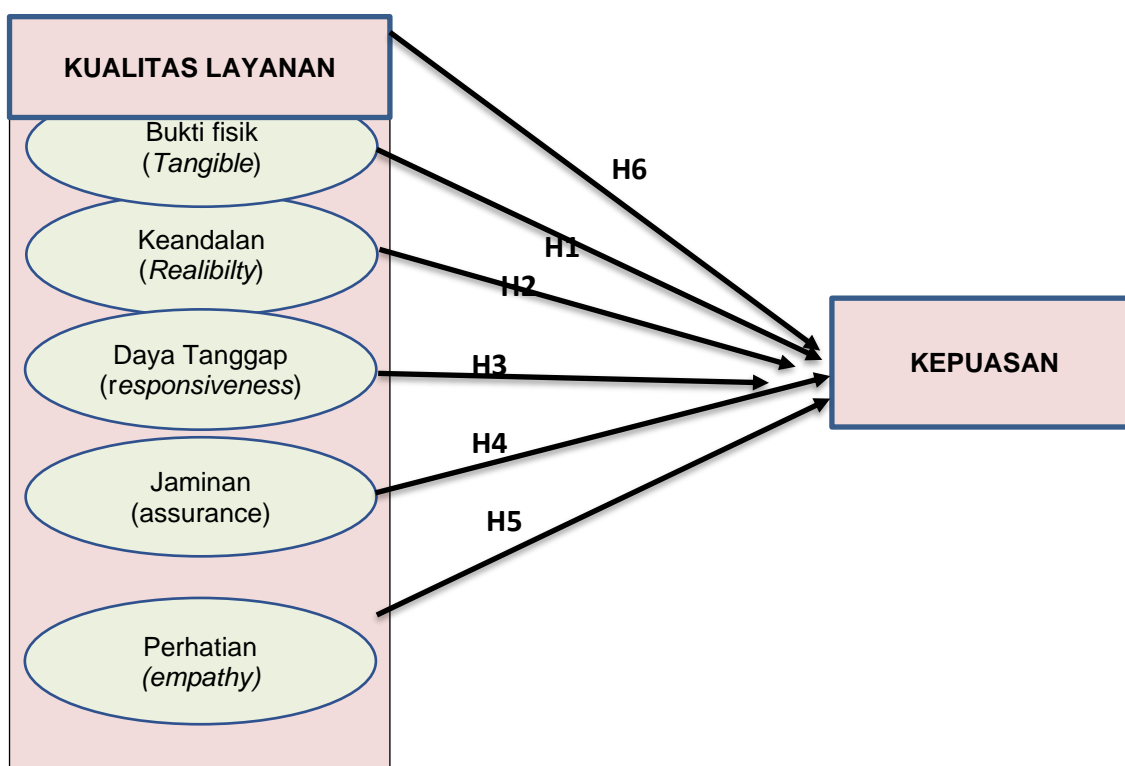 KUALITAS LAYANAN
Bukti fisik
(Tangible)
Keandalan
(Realibilty)
Daya Tanggap
(responsiveness)
Jaminan
(assurance)
Perhatian
(empathy)
H6
H1
H2
H3
H4
H5
KEPUASAN